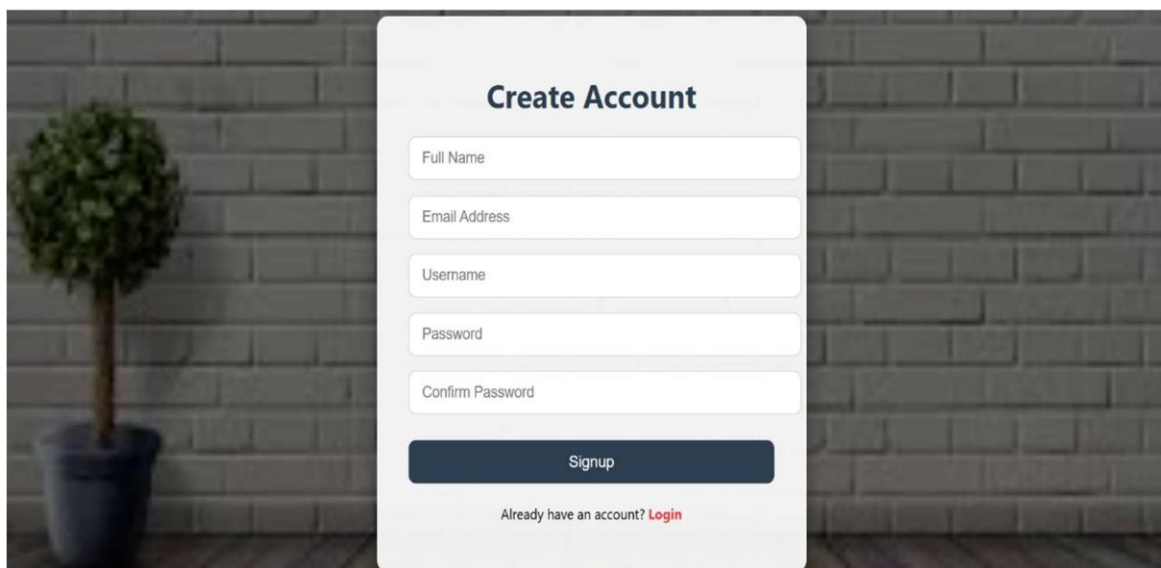 Create Account
Full Name
Email Address
Username
Password
Confirm Password
Signup
Already have an account? Login